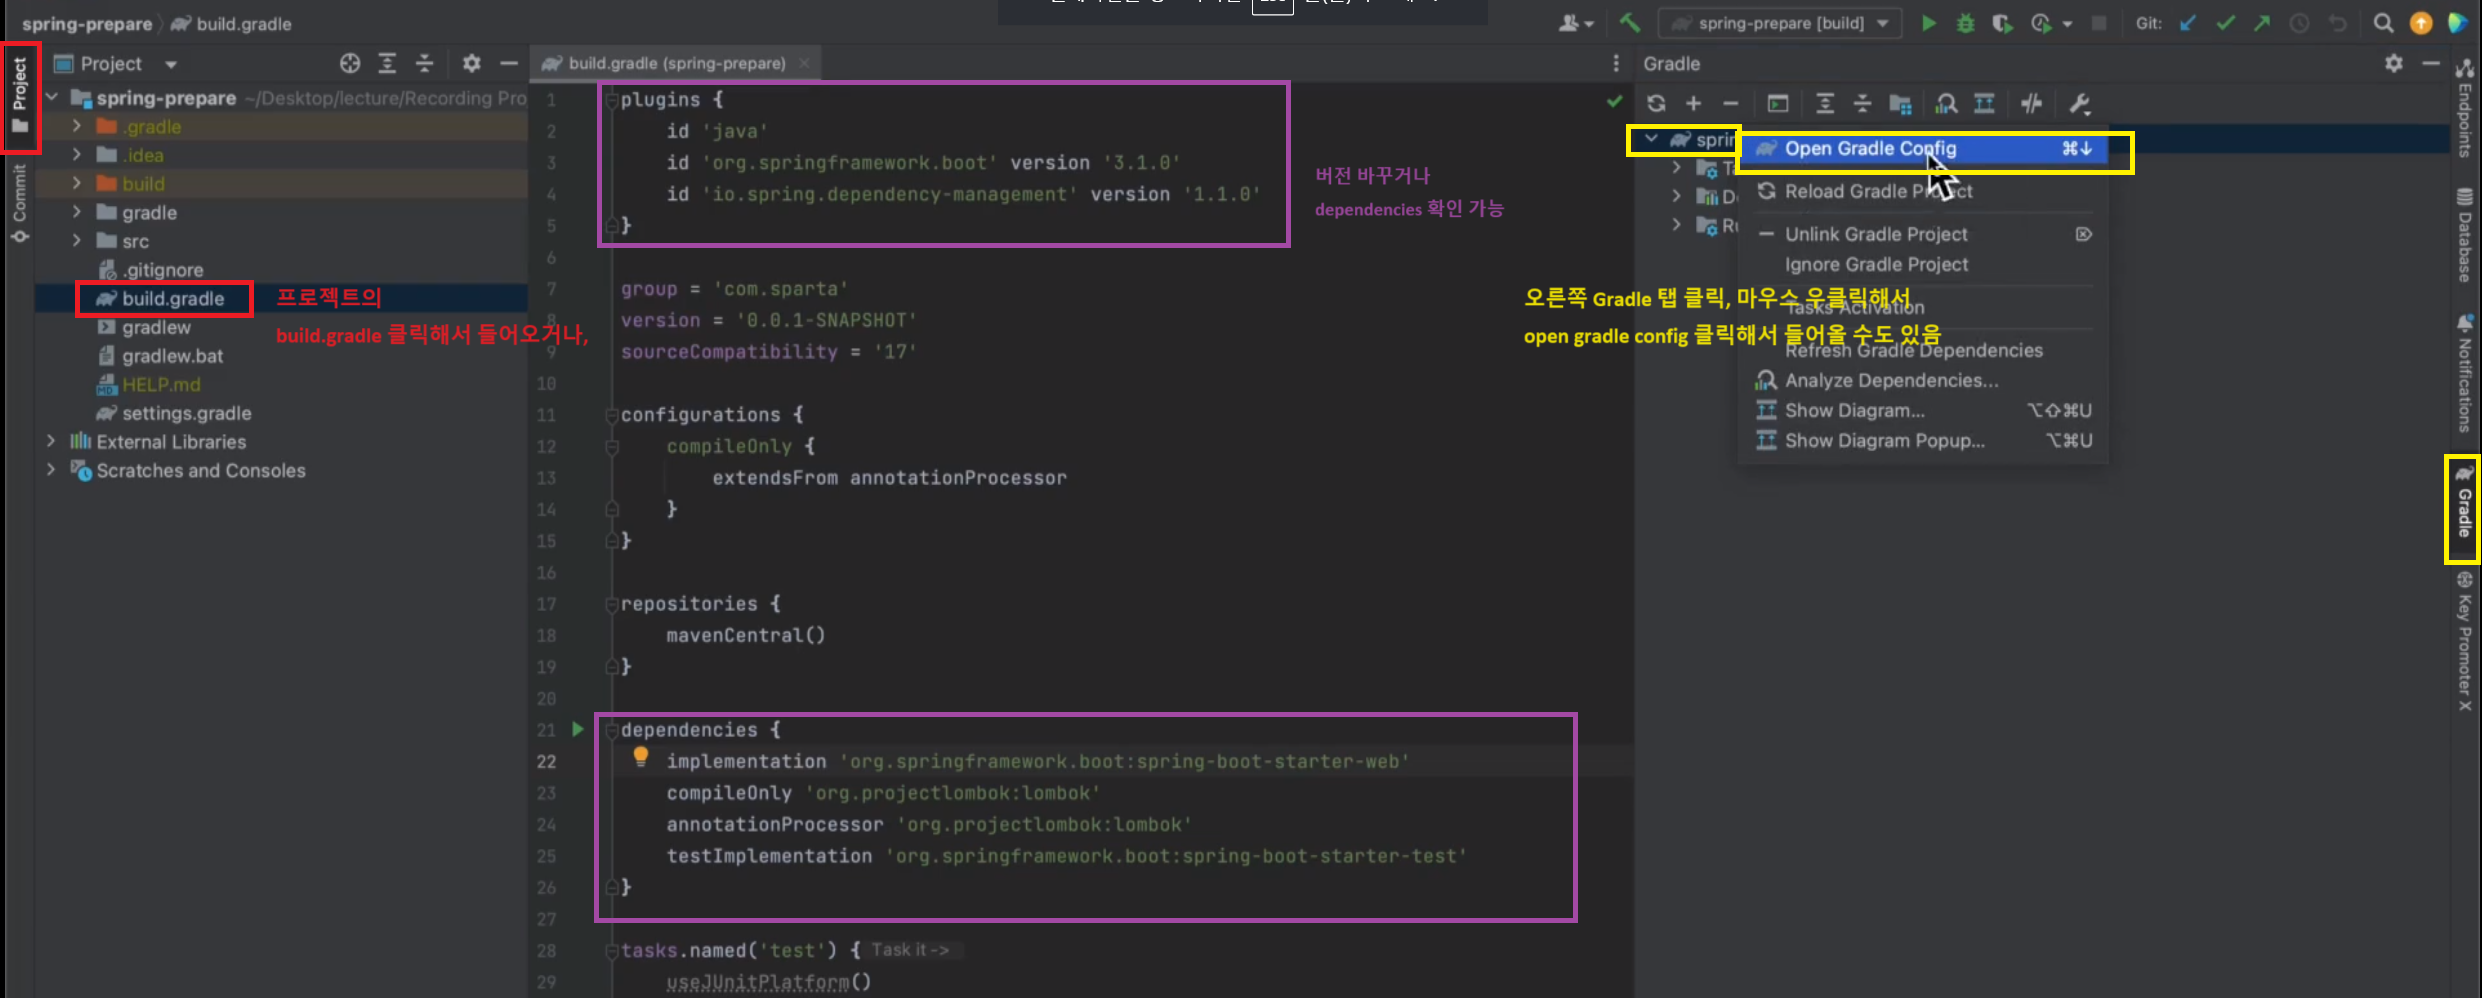 spring-prepare
build.gradle
spring-prepare [build]
Git:
Project
Commit
Project
spring-prepare ~/Desktop/lecture/Recording Pro
.gradle
.idea
build
gradle
src
.gitignore
build.gradle
gradlew
gradlew.bat
HELP.md
settings.gradle
External Libraries
Scratches and Consoles
프로젝트의
build.gradle 클릭해서 들어오거나,
build.gradle (spring-prepare)
1 plugins {
2 id 'java'
3 id 'org.springframework.boot' version '3.1.0'
4 id 'io.spring.dependency-management' version '1.1.0'
5 }
6
7 group = 'com.sparta'
8 version = '0.0.1-SNAPSHOT'
9 sourceCompatibility = '17'
10
11 configurations {
12 compileOnly {
13 extendsFrom annotationProcessor
14 }
15 }
16
17 repositories {
18 mavenCentral()
19 }
20
21 dependencies {
22 implementation 'org.springframework.boot:spring-boot-starter-web'
23 compileOnly 'org.projectlombok:lombok'
24 annotationProcessor 'org.projectlombok:lombok'
25 testImplementation 'org.springframework.boot:spring-boot-starter-test'
26 }
27
28 tasks.named('test') { Task it ->
29 useJUnitPlatform()
버전 바꾸거나
dependencies 확인 가능
Gradle
sprin
Open Gradle Config ⌘↓
Reload Gradle Project
Unlink Gradle Project
Ignore Gradle Project
Tasks Activation
Refresh Gradle Dependencies
Analyze Dependencies...
Show Diagram... ⌥⇧⌘U
Show Diagram Popup... ⌥⌘U
오른쪽 Gradle 탭 클릭, 마우스 우클릭해서
open gradle config 클릭해서 들어올 수도 있음
Endpoints
Database
Notifications
Gradle
Key Promoter X